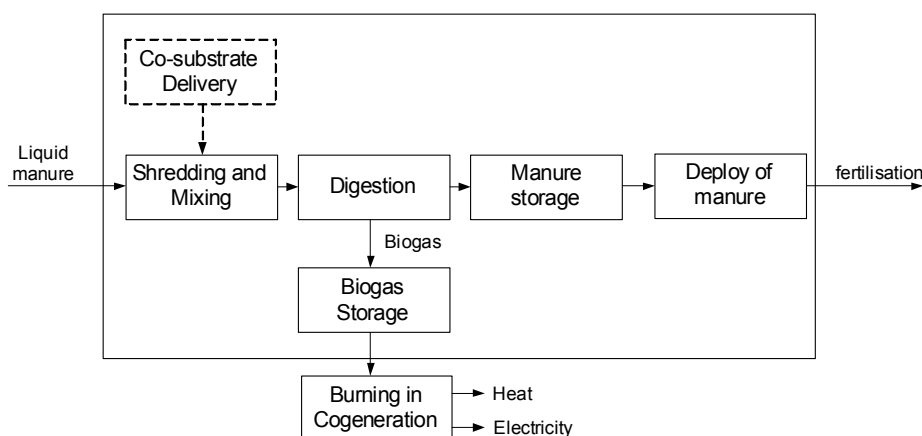 Co-substrate
Delivery
Liquid
manure
Shredding and
Mixing
Digestion
Manure
storage
Deploy of
manure
fertilisation
Biogas
Biogas
Storage
Burning in
Cogeneration
Heat
Electricity